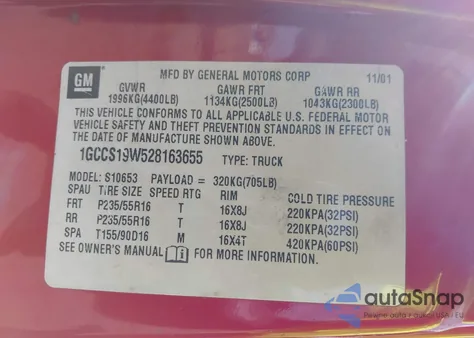 GM
MFD BY GENERAL MOTORS CORP 11/01
GVWR GAWR FRT GAWR RR
1996KG(4400LB) 1134KG(2500LB) 1043KG(2300LB)
THIS VEHICLE CONFORMS TO ALL APPLICABLE U.S. FEDERAL MOTOR
VEHICLE SAFETY AND THEFT PREVENTION STANDARDS IN EFFECT ON
THE DATE OF MANUFACTURE SHOWN ABOVE.
1GCCS19W528163655 TYPE: TRUCK
MODEL: S10653 PAYLOAD = 320KG(705LB)
SPAU TIRE SIZE SPEED RTG RIM COLD TIRE PRESSURE
FRT P235/55R16 T 16X8J 220KPA(32PSI)
RR P235/55R16 T 16X8J 220KPA(32PSI)
SPA T155/90D16 M 16X4T 420KPA(60PSI)
SEE OWNER'S MANUAL i FOR MORE INFORMATION.
autoSnap